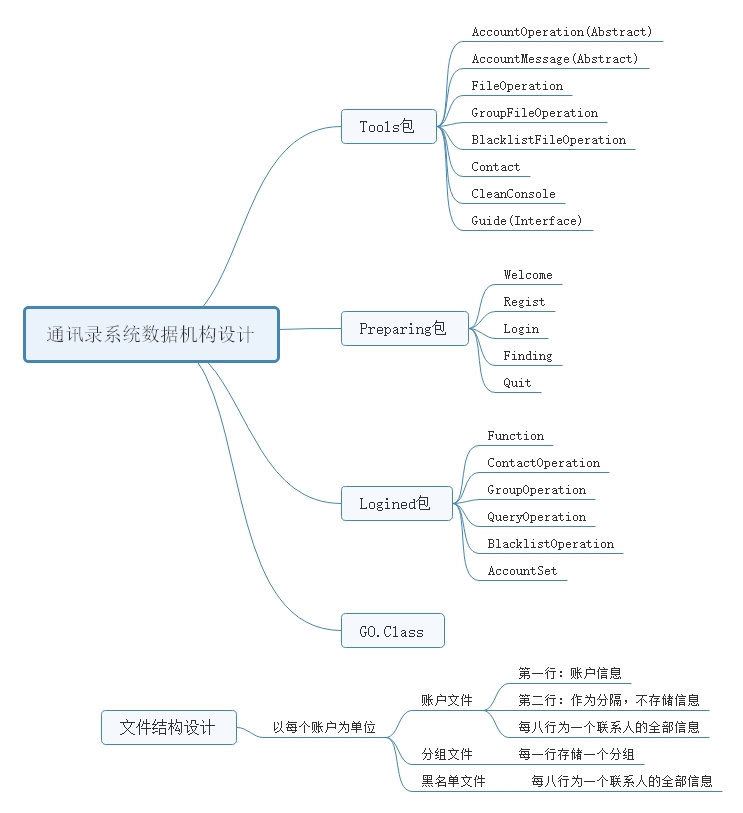 通讯录系统数据机构设计
Tools包
AccountOperation(Abstract)
AccountMessage(Abstract)
FileOperation
GroupFileOperation
BlacklistFileOperation
Contact
CleanConsole
Guide(Interface)
Preparing包
Welcome
Regist
Login
Finding
Quit
Logined包
Function
ContactOperation
GroupOperation
QueryOperation
BlacklistOperation
AccountSet
GO.Class
文件结构设计
以每个账户为单位
账户文件
第一行：账户信息
第二行：作为分隔，不存储信息
每八行为一个联系人的全部信息
分组文件
每一行存储一个分组
黑名单文件
每八行为一个联系人的全部信息